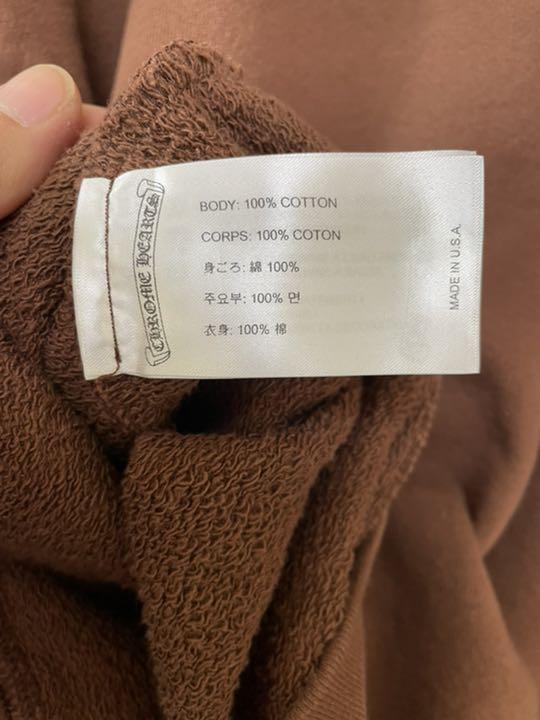 CHROME HEARTS
BODY: 100% COTTON
CORPS: 100% COTON
身ごろ: 綿 100%
주요부: 100% 면
衣身: 100% 棉
MADE IN U.S.A.